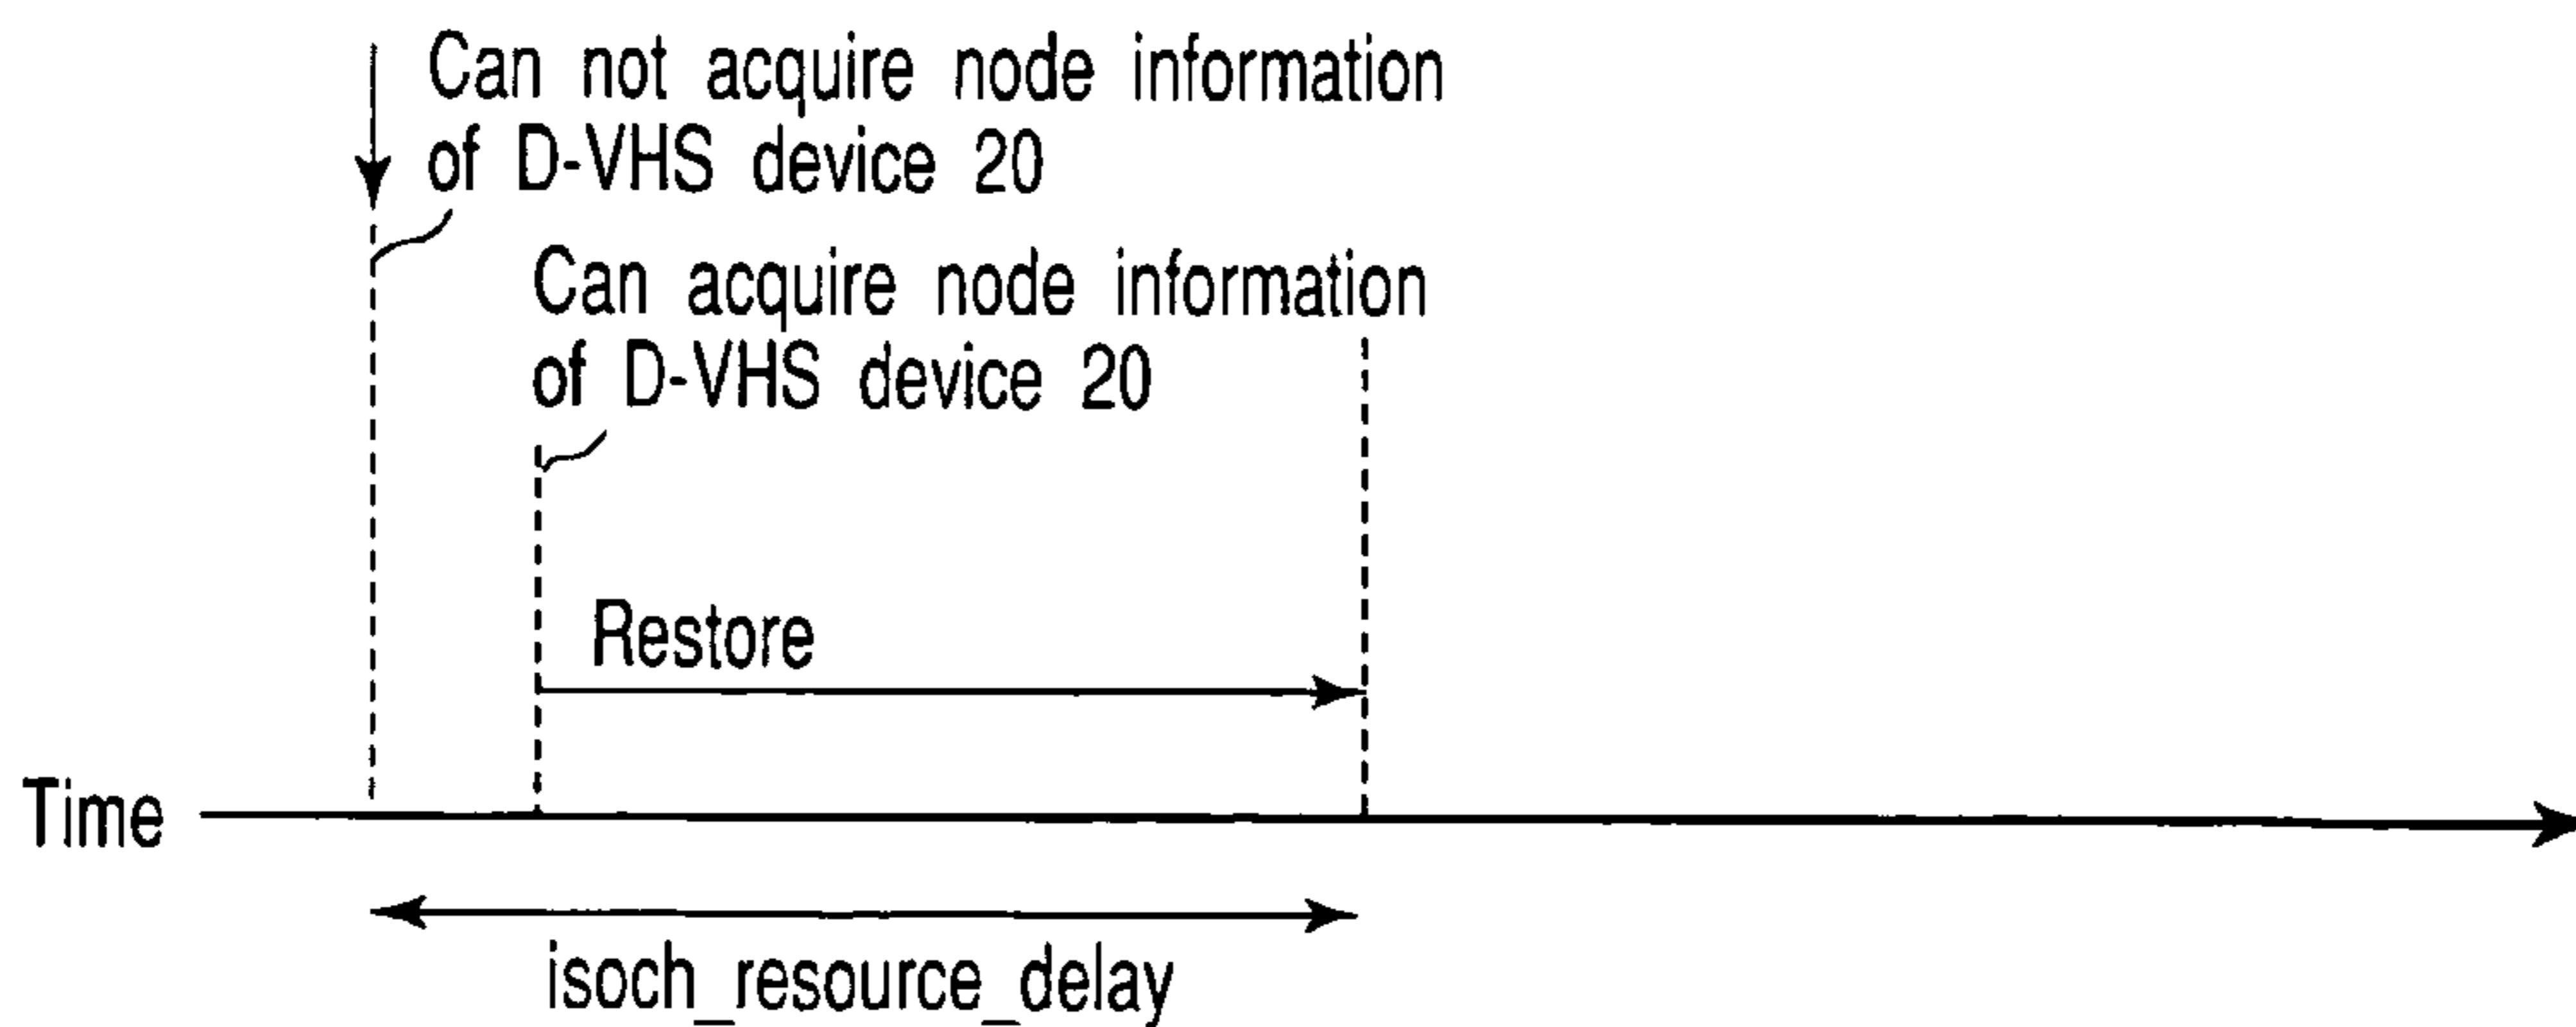 Can not acquire node information
of D-VHS device 20
Can acquire node information
of D-VHS device 20
Restore
Time
isoch_resource_delay